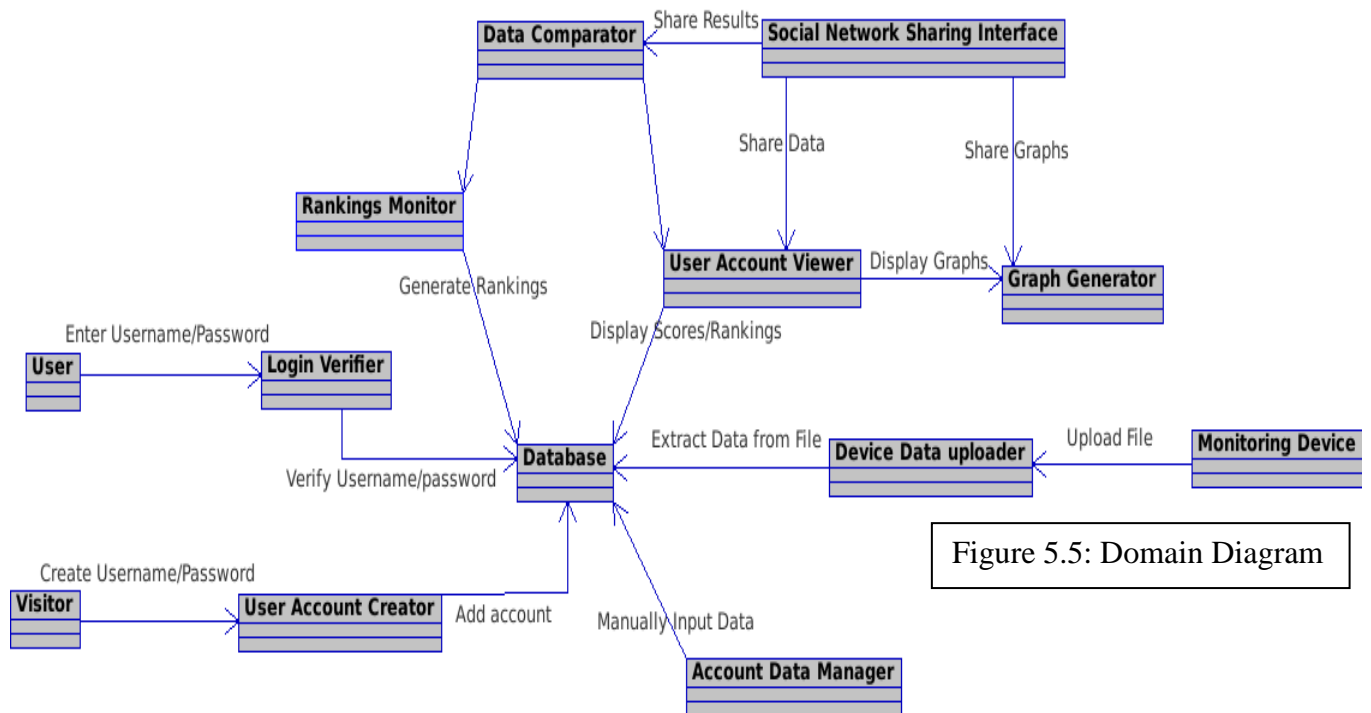 Share Results
Data Comparator
Social Network Sharing Interface
Share Data
Share Graphs
Rankings Monitor
User Account Viewer
Display Graphs
Graph Generator
Generate Rankings
Enter Username/Password
Display Scores/Rankings
User
Login Verifier
Extract Data from File
Upload File
Database
Device Data uploader
Monitoring Device
Verify Username/password
Figure 5.5: Domain Diagram
Create Username/Password
Visitor
User Account Creator
Add account
Manually Input Data
Account Data Manager